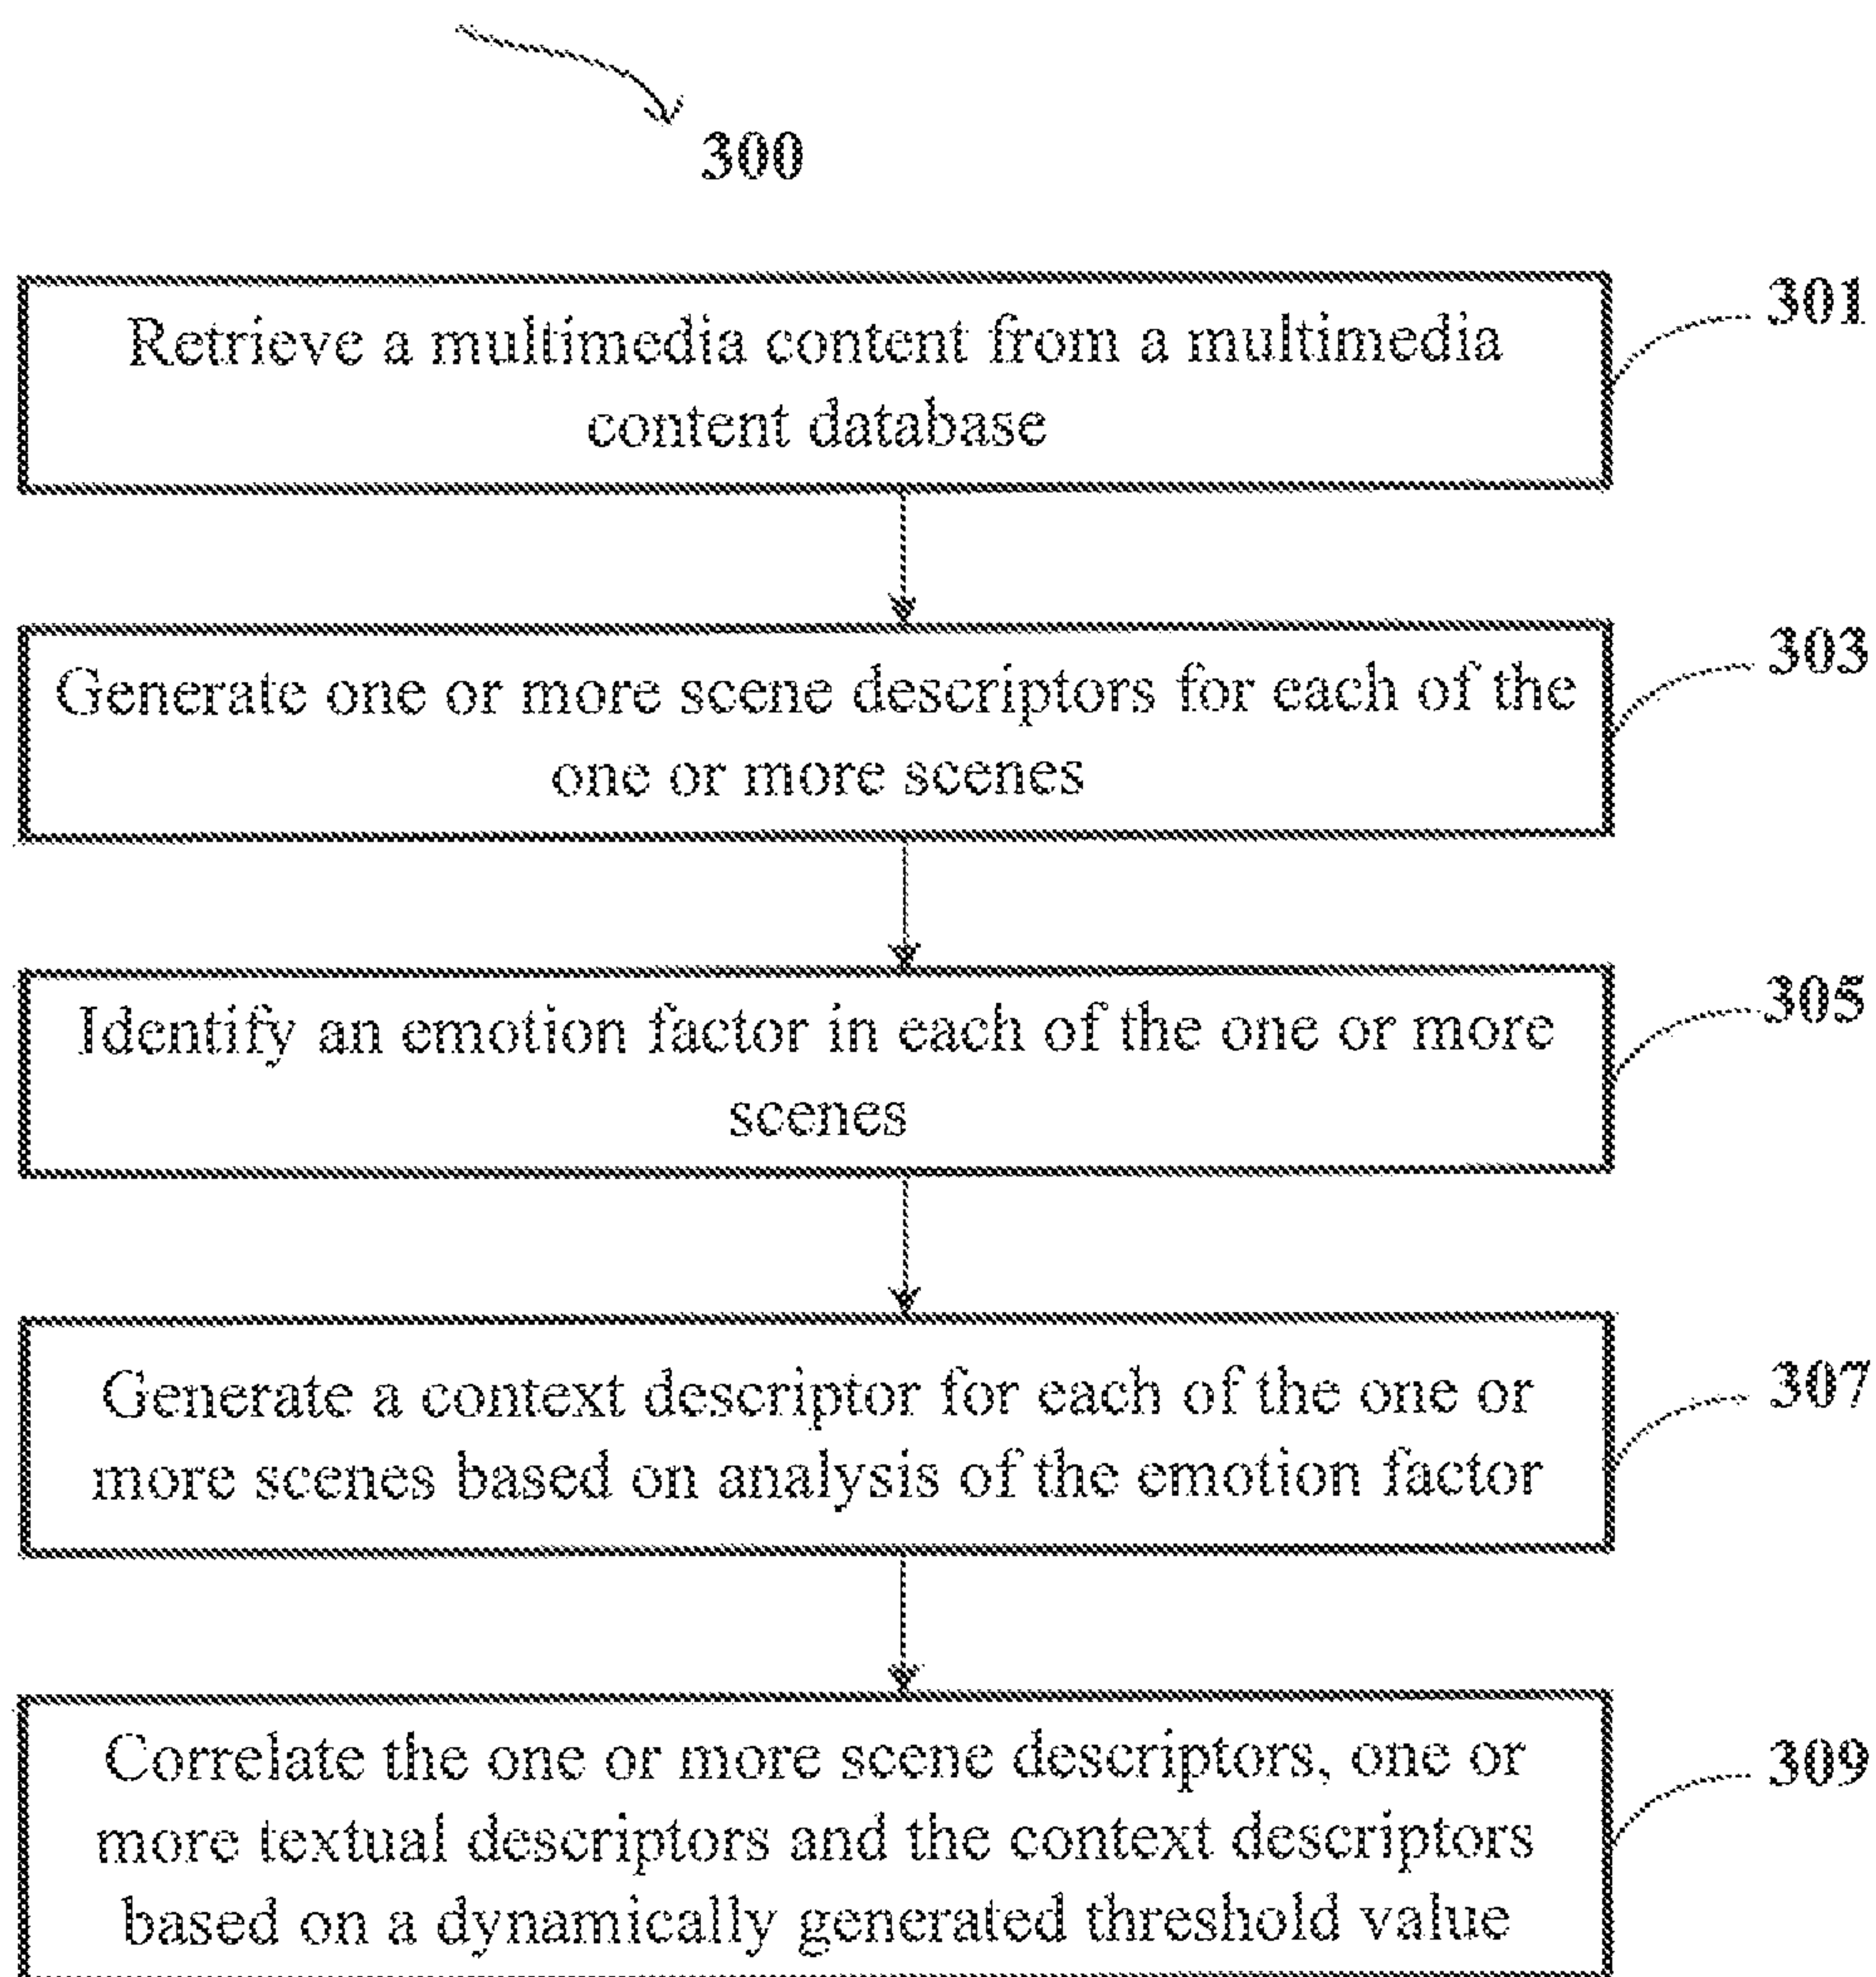 300
Retrieve a multimedia content from a multimedia
content database
301
Generate one or more scene descriptors for each of the
one or more scenes
303
Identify an emotion factor in each of the one or more
scenes
305
Generate a context descriptor for each of the one or
more scenes based on analysis of the emotion factor
307
Correlate the one or more scene descriptors, one or
more textual descriptors and the context descriptors
based on a dynamically generated threshold value
309